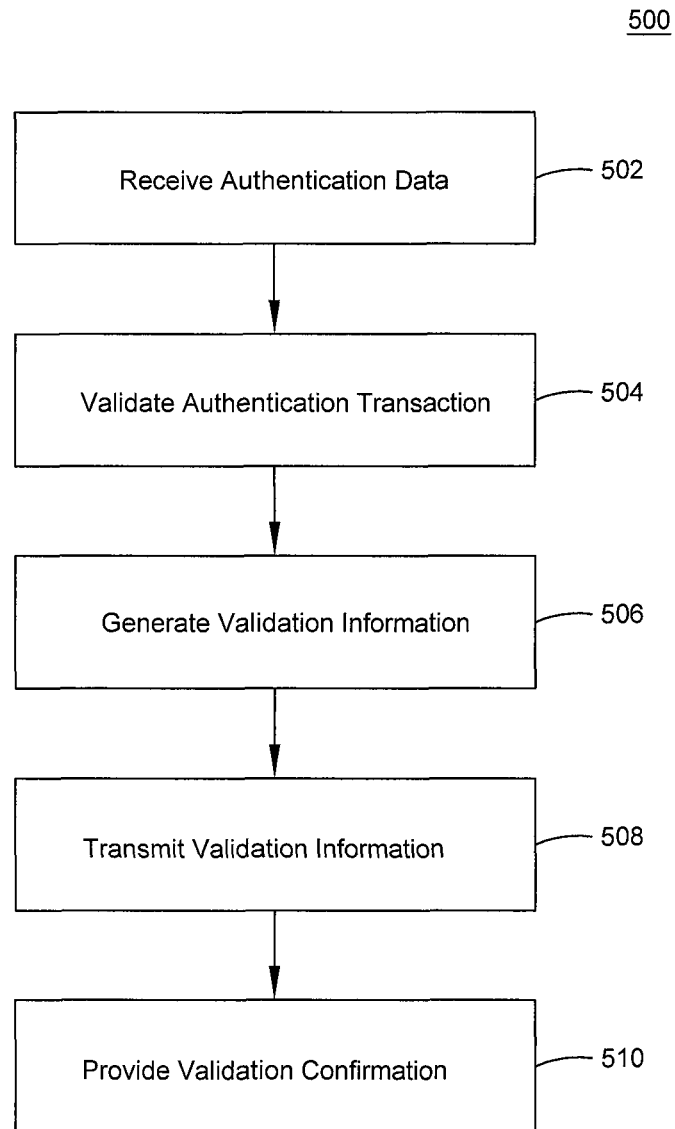 500
Receive Authentication Data
502
Validate Authentication Transaction
504
Generate Validation Information
506
Transmit Validation Information
508
Provide Validation Confirmation
510